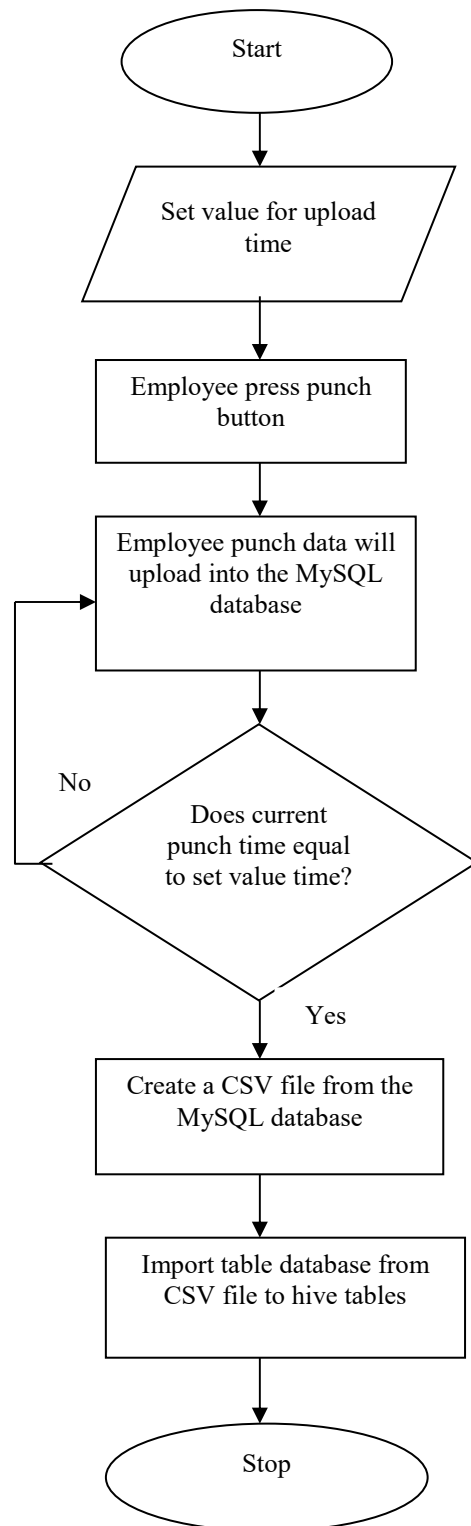 Start
Set value for upload
time
Employee press punch
button
Employee punch data will
upload into the MySQL
database
No
Does current
punch time equal
to set value time?
Yes
Create a CSV file from the
MySQL database
Import table database from
CSV file to hive tables
Stop